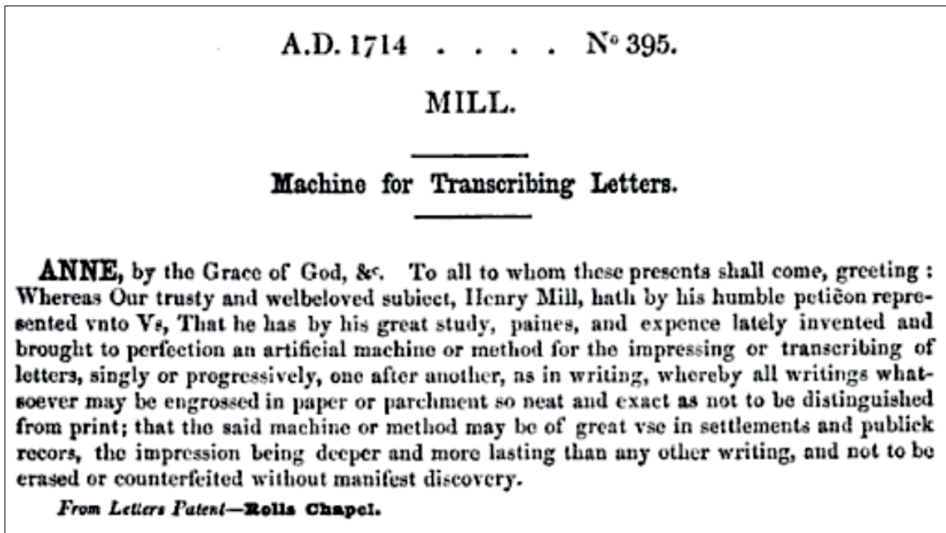 A.D. 1714 . . . . Nº 395.
MILL.
Machine for Transcribing Letters.
ANNE, by the Grace of God, &c. To all to whom these presents shall come, greeting :
Whereas Our trusty and welbeloved subiect, Henry Mill, hath by his humble peticōn repre-
sented vnto Vs, That he has by his great study, paines, and expence lately invented and
brought to perfection an artificial machine or method for the impressing or transcribing of
letters, singly or progressively, one after another, as in writing, whereby all writings what-
soever may be engrossed in paper or parchment so neat and exact as not to be distinguished
from print; that the said machine or method may be of great vse in settlements and publick
recors, the impression being deeper and more lasting than any other writing, and not to be
erased or counterfeited without manifest discovery.
From Letters Patent—Rolls Chapel.